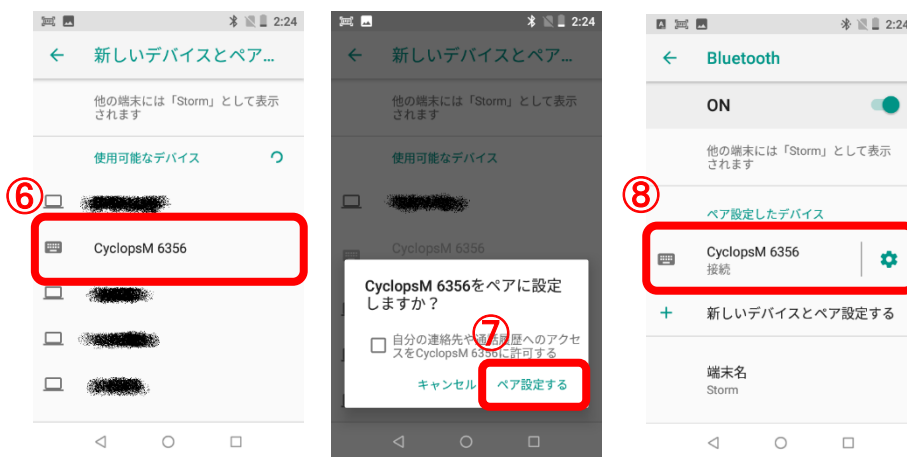 2:24
新しいデバイスとペア...
他の端末には「Storm」として表示
されます
使用可能なデバイス
⑥
CyclopsM 6356
2:24
新しいデバイスとペア...
他の端末には「Storm」として表示
されます
使用可能なデバイス
CyclopsM 6356
CyclopsM 6356をペアに設定
しますか？
⑦
自分の連絡先や通話履歴へのアクセ
スをCyclopsM 6356に許可する
キャンセル ペア設定する
2:24
Bluetooth
ON
他の端末には「Storm」として表示
されます
⑧
ペア設定したデバイス
CyclopsM 6356
接続
新しいデバイスとペア設定する
端末名
Storm